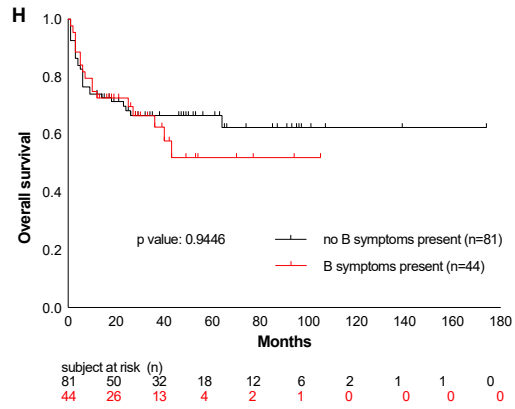 H
1.0
0.8
0.6
0.4
0.2
0.0
Overall survival
p value: 0.9446
no B symptoms present (n=81)
B symptoms present (n=44)
0 20 40 60 80 100 120 140 160 180
Months
subject at risk (n)
81 50 32 18 12 6 2 1 1 0
44 26 13 4 2 1 0 0 0 0